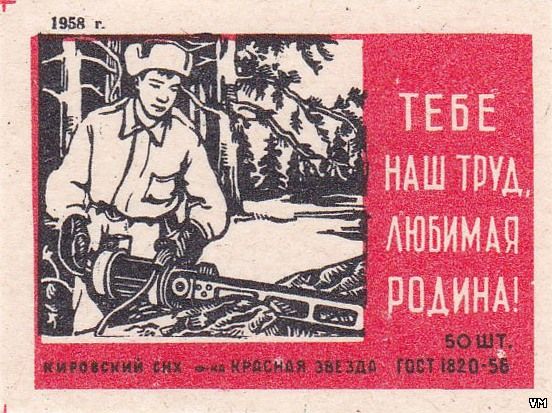 1958 г.
ТЕБЕ
НАШ ТРУД,
ЛЮБИМАЯ
РОДИНА!
50 ШТ.
КИРОВСКИЙ СНХ Ф-КА КРАСНАЯ ЗВЕЗДА ГОСТ 1820-56
VM